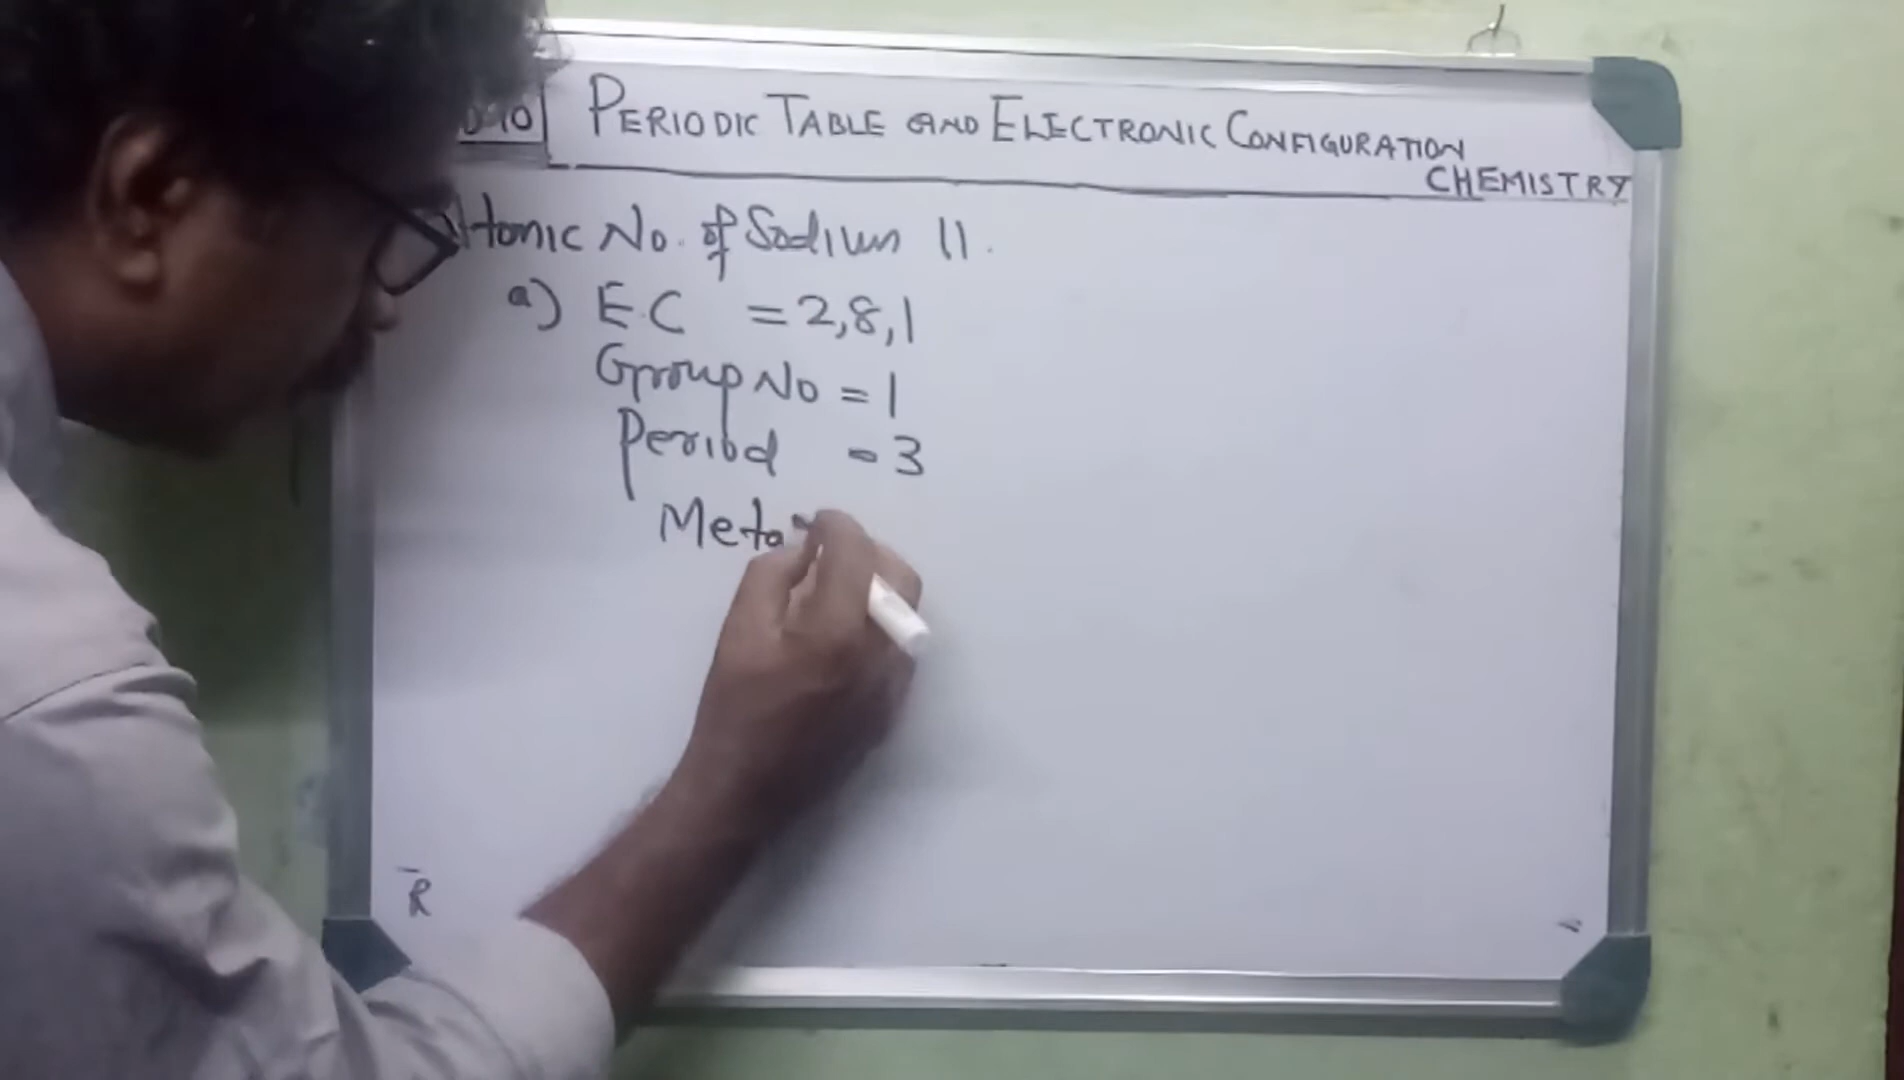 PERIODIC TABLE AND ELECTRONIC CONFIGURATION
CHEMISTRY
Atomic No. of Sodium 11.
a) E.C = 2,8,1
Group No = 1
Period = 3
Meta
R